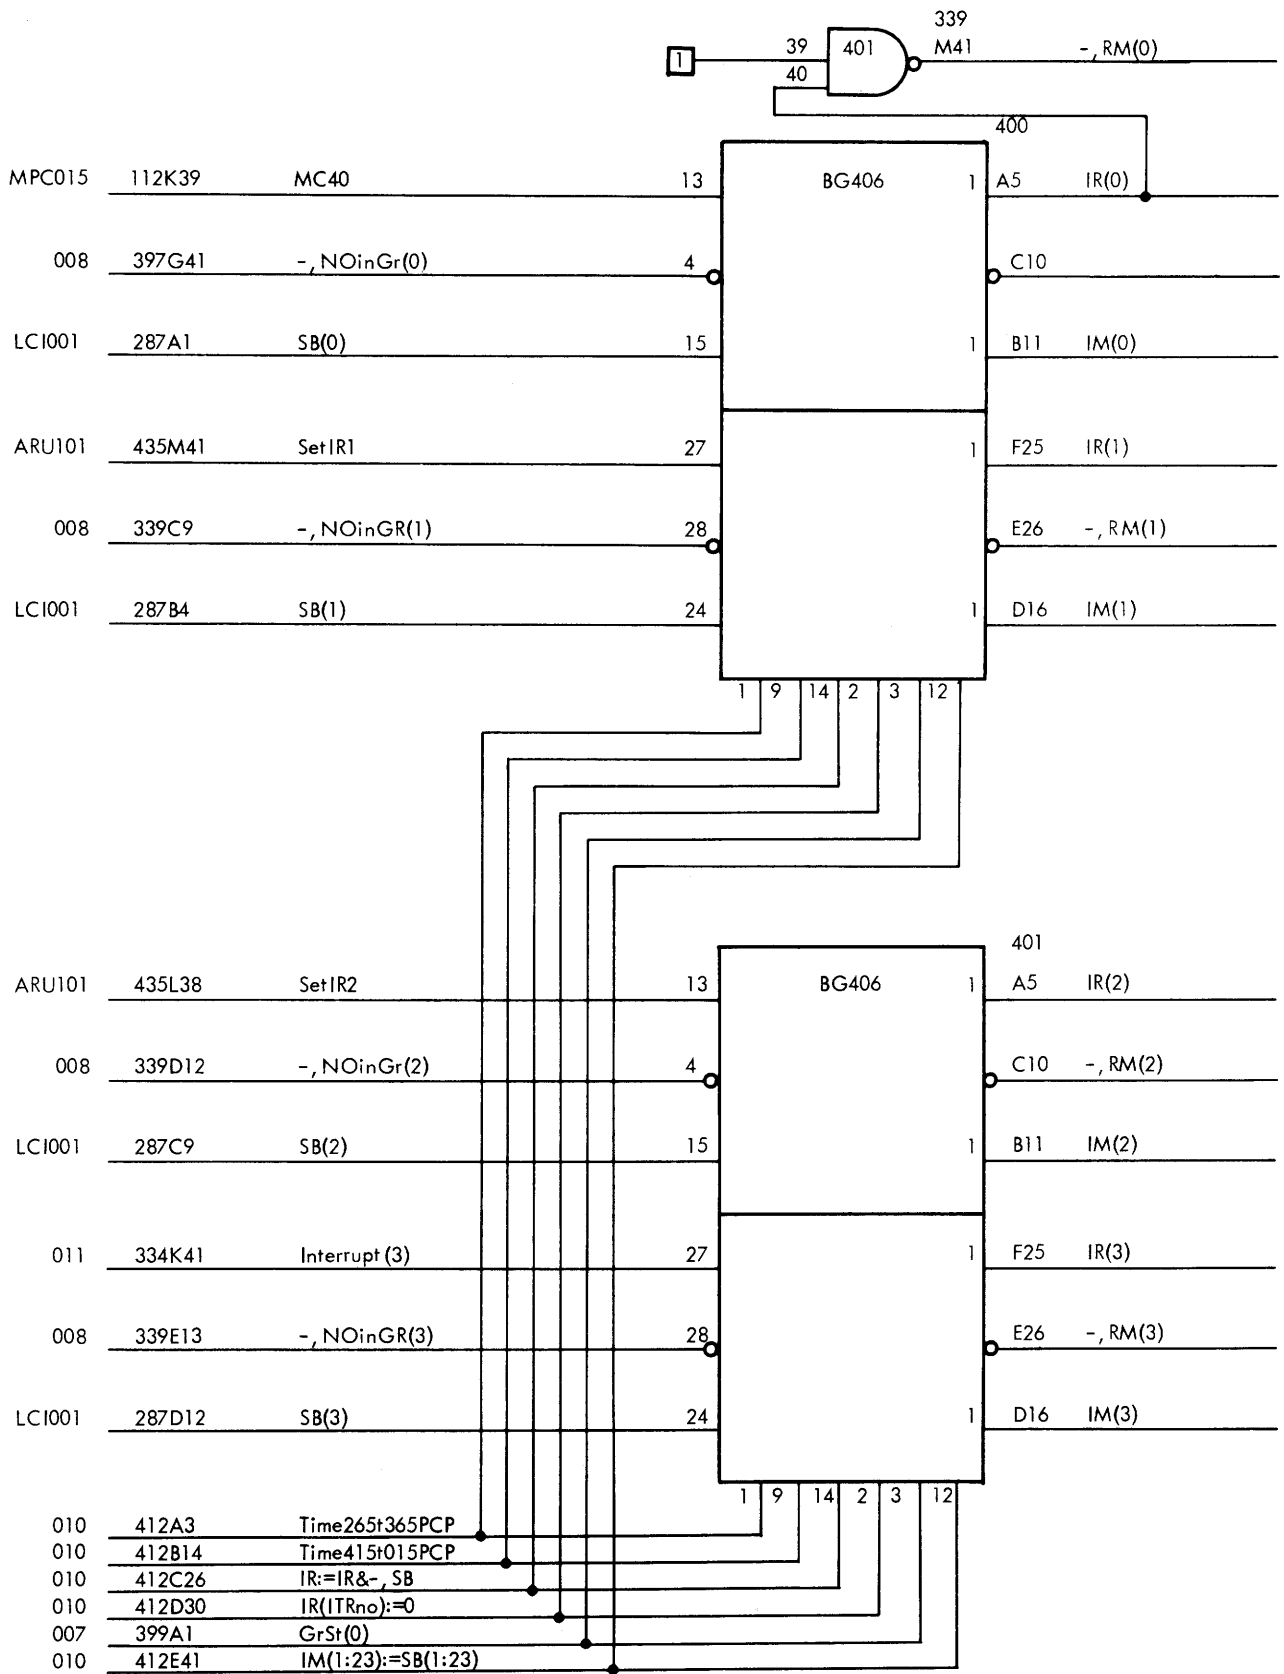 339
1 39 401 M41 -, RM(0)
40
400
MPC015 112K39 MC40 13 BG406 1 A5 IR(0)
008 397G41 -, NOinGr(0) 4 C10
LCI001 287A1 SB(0) 15 1 B11 IM(0)
ARU101 435M41 SetIR1 27 1 F25 IR(1)
008 339C9 -, NOinGR(1) 28 E26 -, RM(1)
LCI001 287B4 SB(1) 24 1 D16 IM(1)
1 9 14 2 3 12
401
ARU101 435L38 SetIR2 13 BG406 1 A5 IR(2)
008 339D12 -, NOinGr(2) 4 C10 -, RM(2)
LCI001 287C9 SB(2) 15 1 B11 IM(2)
011 334K41 Interrupt (3) 27 1 F25 IR(3)
008 339E13 -, NOinGR(3) 28 E26 -, RM(3)
LCI001 287D12 SB(3) 24 1 D16 IM(3)
1 9 14 2 3 12
010 412A3 Time265t365PCP
010 412B14 Time415t015PCP
010 412C26 IR:=IR&-, SB
010 412D30 IR(ITRno):=0
007 399A1 GrSt(0)
010 412E41 IM(1:23):=SB(1:23)